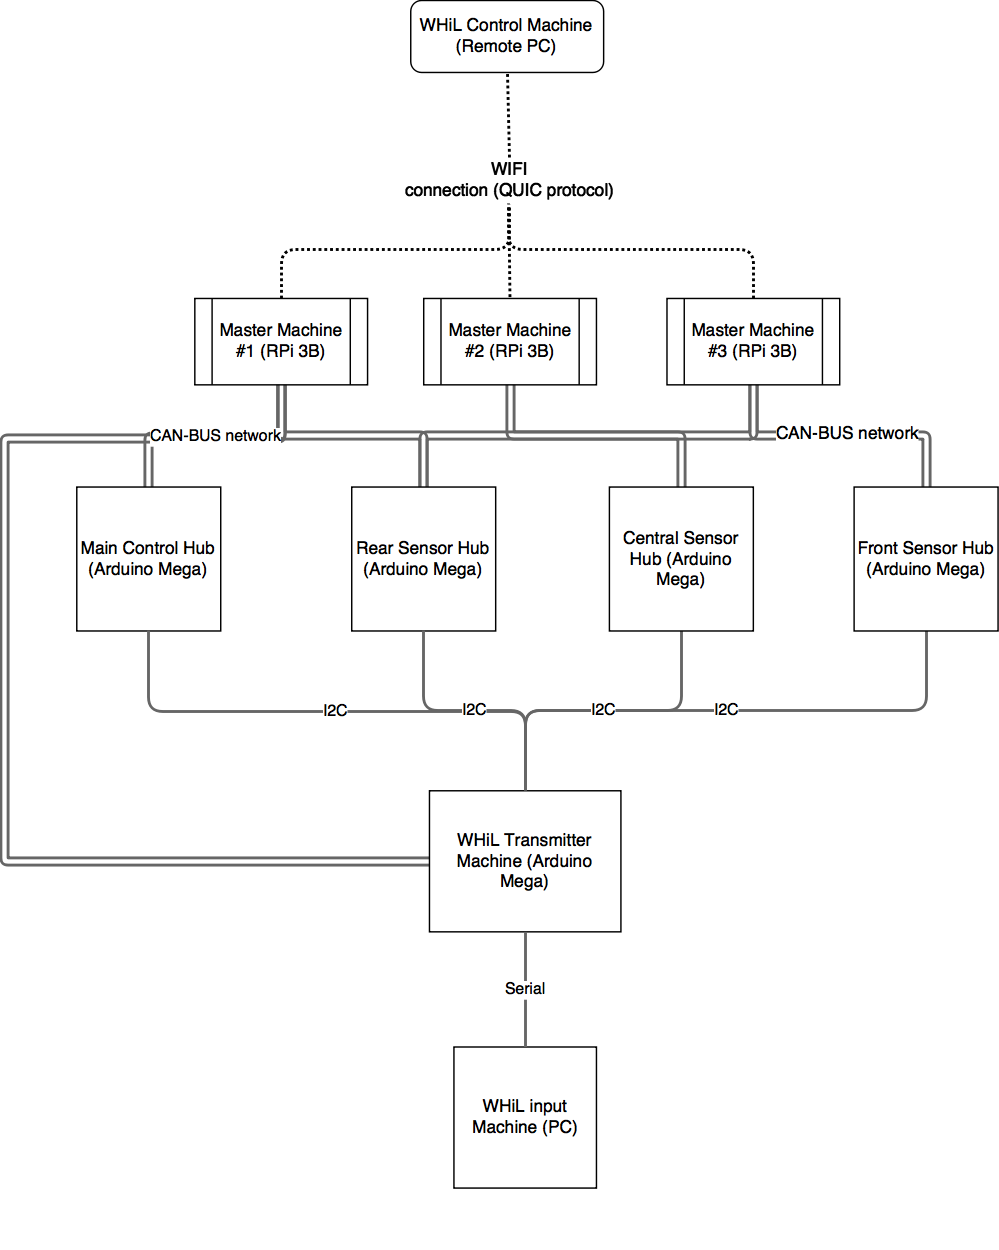 WHiL Control Machine
(Remote PC)
WIFI
connection (QUIC protocol)
Master Machine
#1 (RPi 3B)
Master Machine
#2 (RPi 3B)
Master Machine
#3 (RPi 3B)
CAN-BUS network
CAN-BUS network
Main Control Hub
(Arduino Mega)
Rear Sensor Hub
(Arduino Mega)
Central Sensor
Hub (Arduino
Mega)
Front Sensor Hub
(Arduino Mega)
I2C
I2C
I2C
I2C
WHiL Transmitter
Machine (Arduino
Mega)
Serial
WHiL input
Machine (PC)